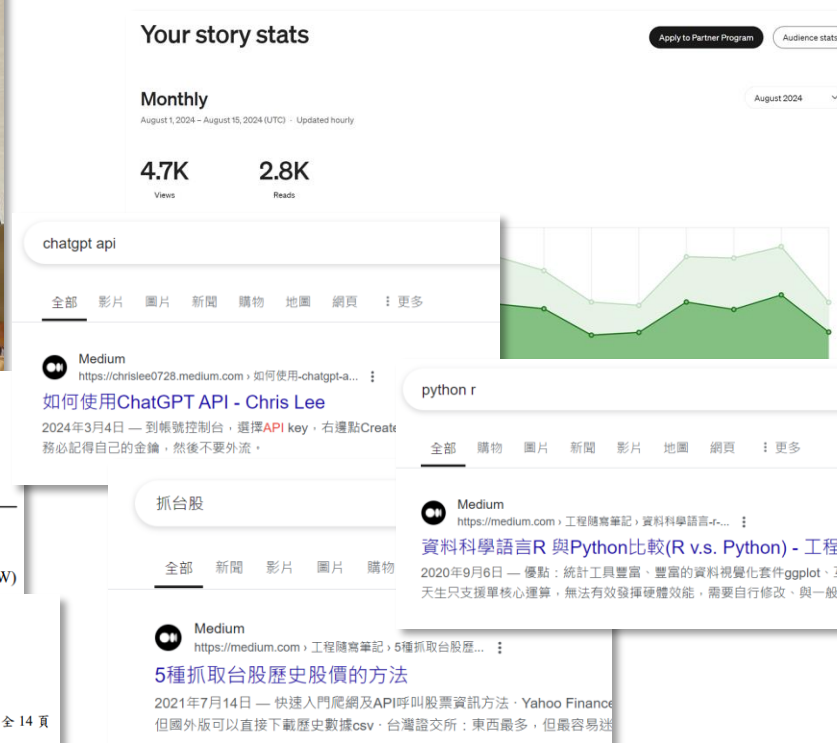 Your story stats
Apply to Partner Program
Audience stats
Monthly
August 2024
August 1, 2024 – August 15, 2024 (UTC) · Updated hourly
4.7K
2.8K
Views
Reads
chatgpt api
全部 影片 圖片 新聞 購物 地圖 網頁 ⋮ 更多
Medium
https://chrislee0728.medium.com › 如何使用-chatgpt-a...
如何使用ChatGPT API - Chris Lee
2024年3月4日 — 到帳號控制台，選擇API key，右邊點Create
務必記得自己的金鑰，然後不要外流。
python r
全部 購物 圖片 新聞 影片 地圖 網頁 ⋮ 更多
Medium
https://medium.com › 工程隨寫筆記 › 資料科學語言-r-...
資料科學語言R 與Python比較(R v.s. Python) - 工程
2020年9月6日 — 優點：統計工具豐富、豐富的資料視覺化套件ggplot、
天生只支援單核心運算，無法有效發揮硬體效能，需要自行修改、與一般
抓台股
全部 新聞 影片 圖片 購物
Medium
https://medium.com › 工程隨寫筆記 › 5種抓取台股歷...
5種抓取台股歷史股價的方法
2021年7月14日 — 快速入門爬網及API呼叫股票資訊方法 · Yahoo Finance
但國外版可以直接下載歷史數據csv · 台灣證交所：東西最多，但最容易迷
W)
全 14 頁